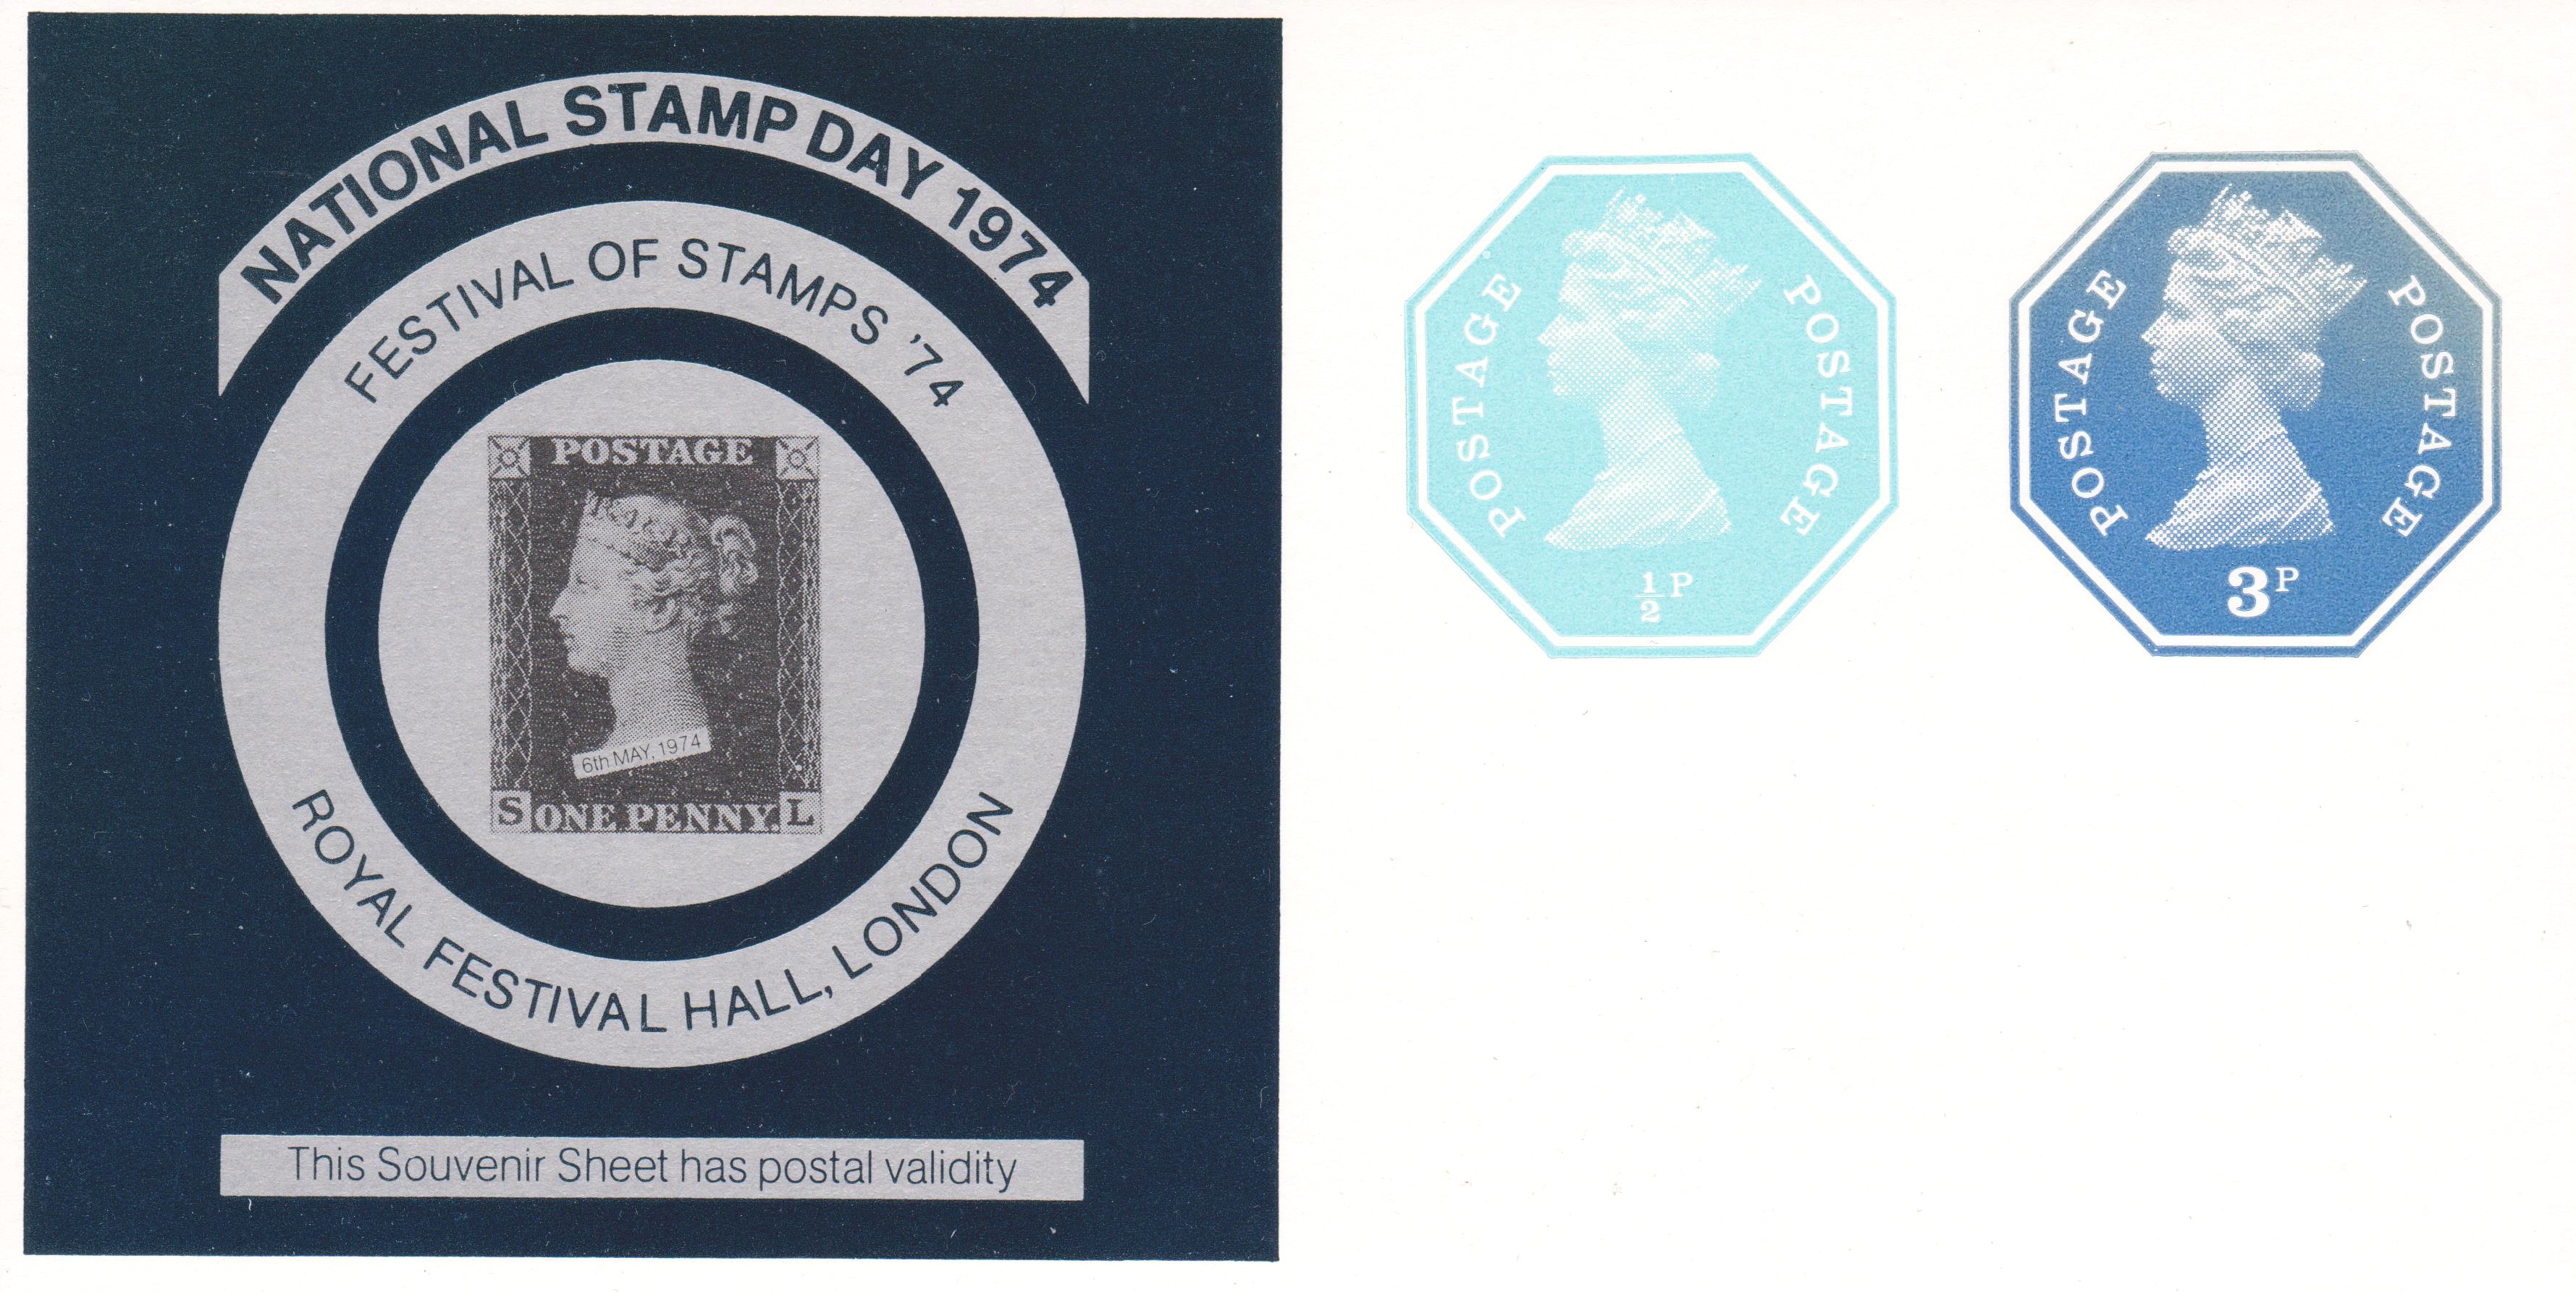 NATIONAL STAMP DAY 1974
FESTIVAL OF STAMPS '74
POSTAGE
6th MAY, 1974
S ONE PENNY. L
ROYAL FESTIVAL HALL, LONDON
This Souvenir Sheet has postal validity
POSTAGE
POSTAGE
½P
POSTAGE
POSTAGE
3P